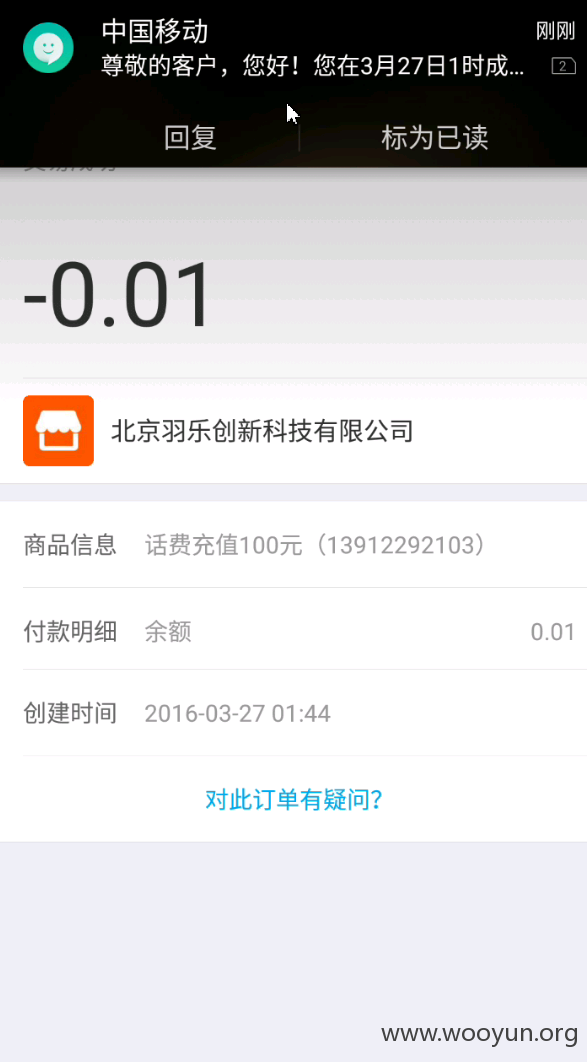 中国移动
刚刚
尊敬的客户，您好！您在3月27日1时成...
2
回复
标为已读
-0.01
北京羽乐创新科技有限公司
商品信息 话费充值100元（13912292103）
付款明细 余额 0.01
创建时间 2016-03-27 01:44
对此订单有疑问？
www.wooyun.org